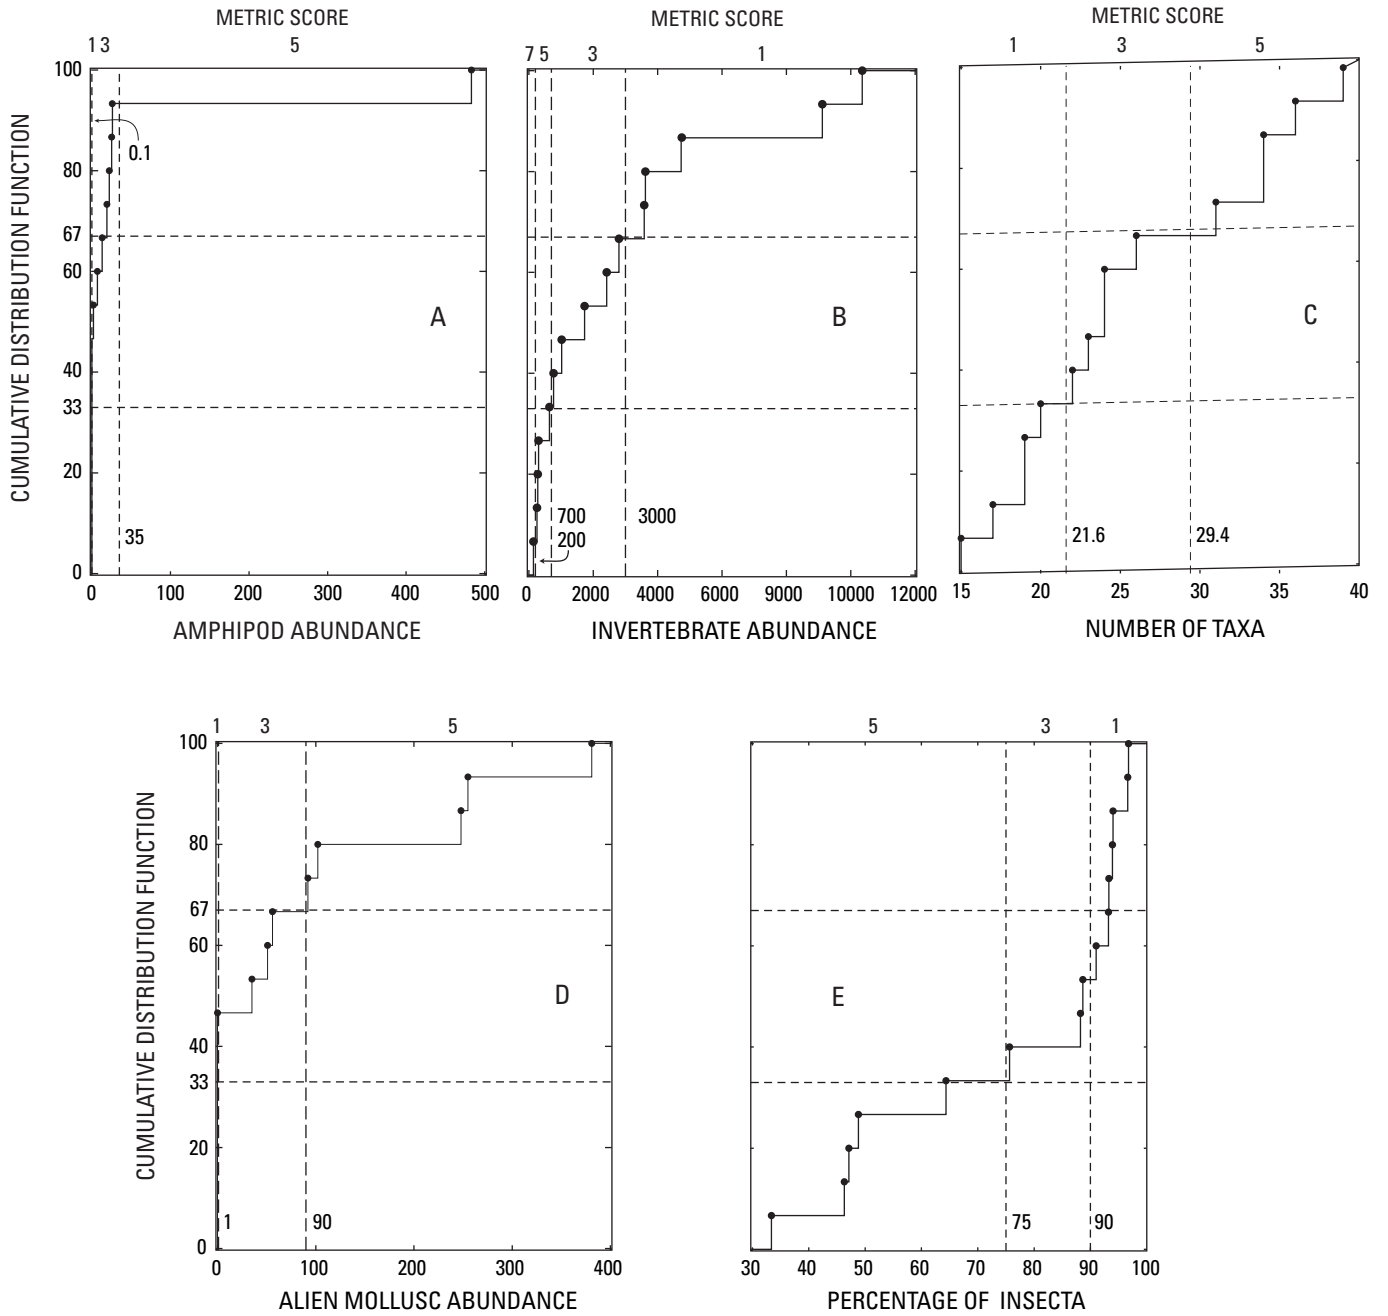 METRIC SCORE
1 3 5
100
80
67
60
40
33
20
0
CUMULATIVE DISTRIBUTION FUNCTION
0.1
A
35
0 100 200 300 400 500
AMPHIPOD ABUNDANCE
METRIC SCORE
7 5 3 1
B
700
200
3000
0 2000 4000 6000 8000 10000 12000
INVERTEBRATE ABUNDANCE
METRIC SCORE
1 3 5
C
21.6
29.4
15 20 25 30 35 40
NUMBER OF TAXA
1 3 5
100
80
67
60
40
33
20
0
CUMULATIVE DISTRIBUTION FUNCTION
D
1
90
0 100 200 300 400
ALIEN MOLLUSC ABUNDANCE
5 3 1
E
75
90
30 40 50 60 70 80 90 100
PERCENTAGE OF INSECTA